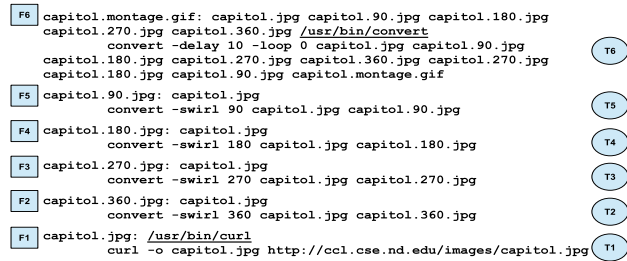 F6 capitol.montage.gif: capitol.jpg capitol.90.jpg capitol.180.jpg
capitol.270.jpg capitol.360.jpg /usr/bin/convert
convert -delay 10 -loop 0 capitol.jpg capitol.90.jpg
capitol.180.jpg capitol.270.jpg capitol.360.jpg capitol.270.jpg T6
capitol.180.jpg capitol.90.jpg capitol.montage.gif
F5 capitol.90.jpg: capitol.jpg
convert -swirl 90 capitol.jpg capitol.90.jpg T5
F4 capitol.180.jpg: capitol.jpg
convert -swirl 180 capitol.jpg capitol.180.jpg T4
F3 capitol.270.jpg: capitol.jpg
convert -swirl 270 capitol.jpg capitol.270.jpg T3
F2 capitol.360.jpg: capitol.jpg
convert -swirl 360 capitol.jpg capitol.360.jpg T2
F1 capitol.jpg: /usr/bin/curl
curl -o capitol.jpg http://ccl.cse.nd.edu/images/capitol.jpg T1